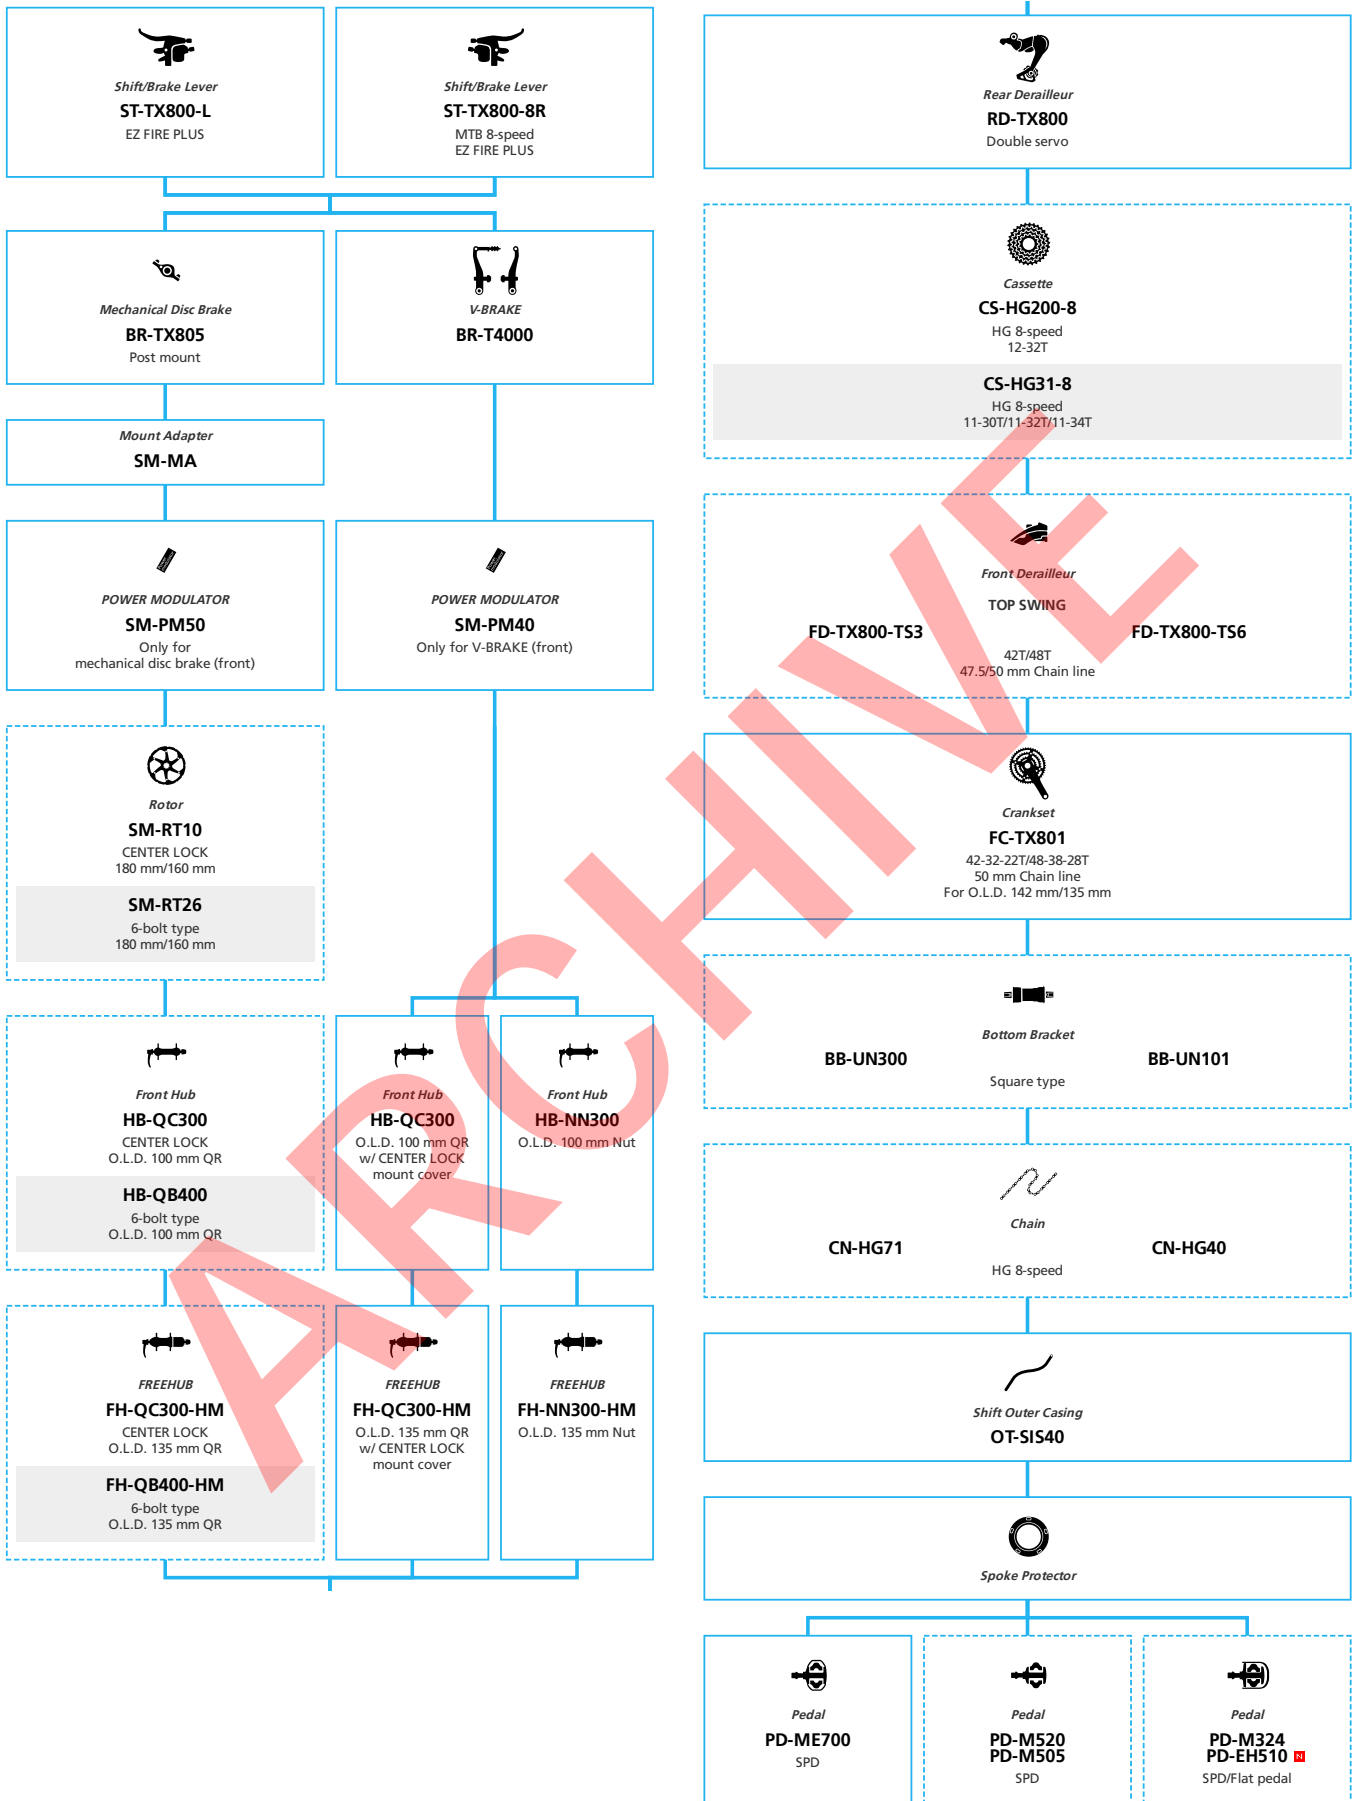 Shift/Brake Lever
ST-TX800-L
EZ FIRE PLUS
Shift/Brake Lever
ST-TX800-8R
MTB 8-speed
EZ FIRE PLUS
Mechanical Disc Brake
BR-TX805
Post mount
V-BRAKE
BR-T4000
Mount Adapter
SM-MA
POWER MODULATOR
SM-PM50
Only for
mechanical disc brake (front)
POWER MODULATOR
SM-PM40
Only for V-BRAKE (front)
Rotor
SM-RT10
CENTER LOCK
180 mm/160 mm
SM-RT26
6-bolt type
180 mm/160 mm
Front Hub
HB-QC300
CENTER LOCK
O.L.D. 100 mm QR
HB-QB400
6-bolt type
O.L.D. 100 mm QR
Front Hub
HB-QC300
O.L.D. 100 mm QR
w/ CENTER LOCK
mount cover
Front Hub
HB-NN300
O.L.D. 100 mm Nut
FREEHUB
FH-QC300-HM
CENTER LOCK
O.L.D. 135 mm QR
FH-QB400-HM
6-bolt type
O.L.D. 135 mm QR
FREEHUB
FH-QC300-HM
O.L.D. 135 mm QR
w/ CENTER LOCK
mount cover
FREEHUB
FH-NN300-HM
O.L.D. 135 mm Nut
Rear Derailleur
RD-TX800
Double servo
Cassette
CS-HG200-8
HG 8-speed
12-32T
CS-HG31-8
HG 8-speed
11-30T/11-32T/11-34T
Front Derailleur
TOP SWING
FD-TX800-TS3 FD-TX800-TS6
42T/48T
47.5/50 mm Chain line
Crankset
FC-TX801
42-32-22T/48-38-28T
50 mm Chain line
For O.L.D. 142 mm/135 mm
Bottom Bracket
BB-UN300 BB-UN101
Square type
Chain
CN-HG71 CN-HG40
HG 8-speed
Shift Outer Casing
OT-SIS40
Spoke Protector
Pedal
PD-ME700
SPD
Pedal
PD-M520
PD-M505
SPD
Pedal
PD-M324
PD-EH510 N
SPD/Flat pedal
ARCHIVE